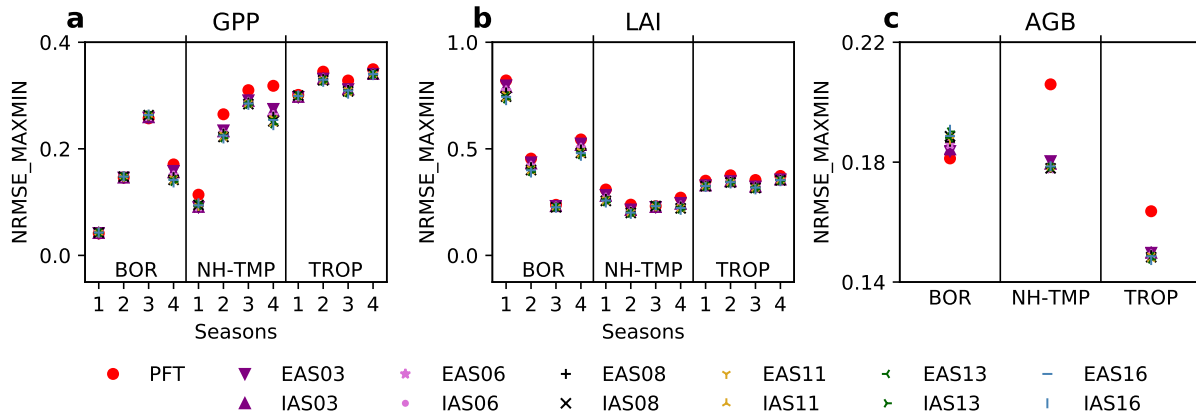 a GPP
b LAI
c AGB
NRMSE_MAXMIN
0.4
0.2
0.0
BOR NH-TMP TROP
1 2 3 4 1 2 3 4 1 2 3 4
Seasons
NRMSE_MAXMIN
1.0
0.5
0.0
BOR NH-TMP TROP
1 2 3 4 1 2 3 4 1 2 3 4
Seasons
NRMSE_MAXMIN
0.22
0.18
0.14
BOR NH-TMP TROP
PFT EAS03 EAS06 EAS08 EAS11 EAS13 EAS16
IAS03 IAS06 IAS08 IAS11 IAS13 IAS16